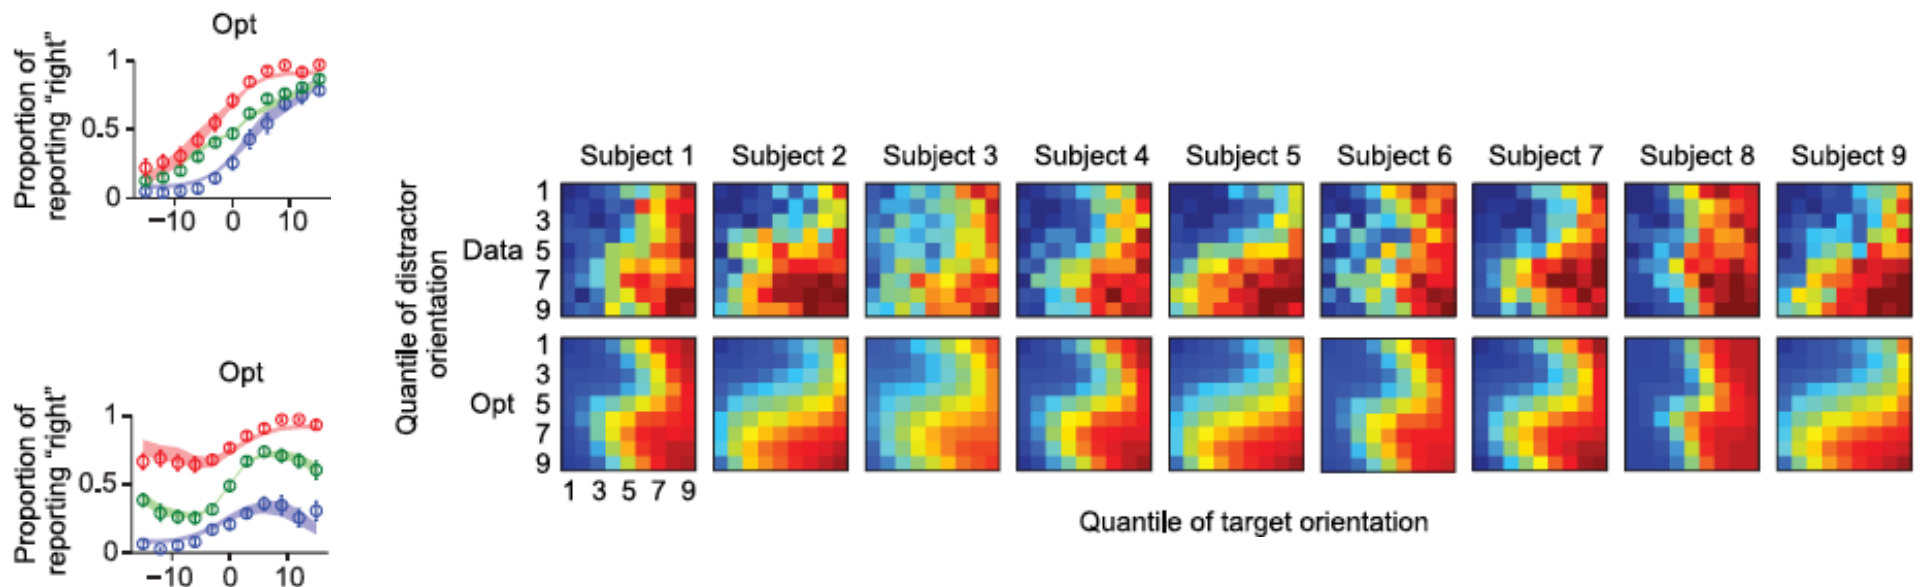 Opt
Proportion of
reporting “right”
1
0.5
0
−10 0 10
Opt
Proportion of
reporting “right”
1
0.5
0
−10 0 10
Quantile of distractor
orientation
Subject 1 Subject 2 Subject 3 Subject 4 Subject 5 Subject 6 Subject 7 Subject 8 Subject 9
Data
1
3
5
7
9
Opt
1
3
5
7
9
1 3 5 7 9
Quantile of target orientation